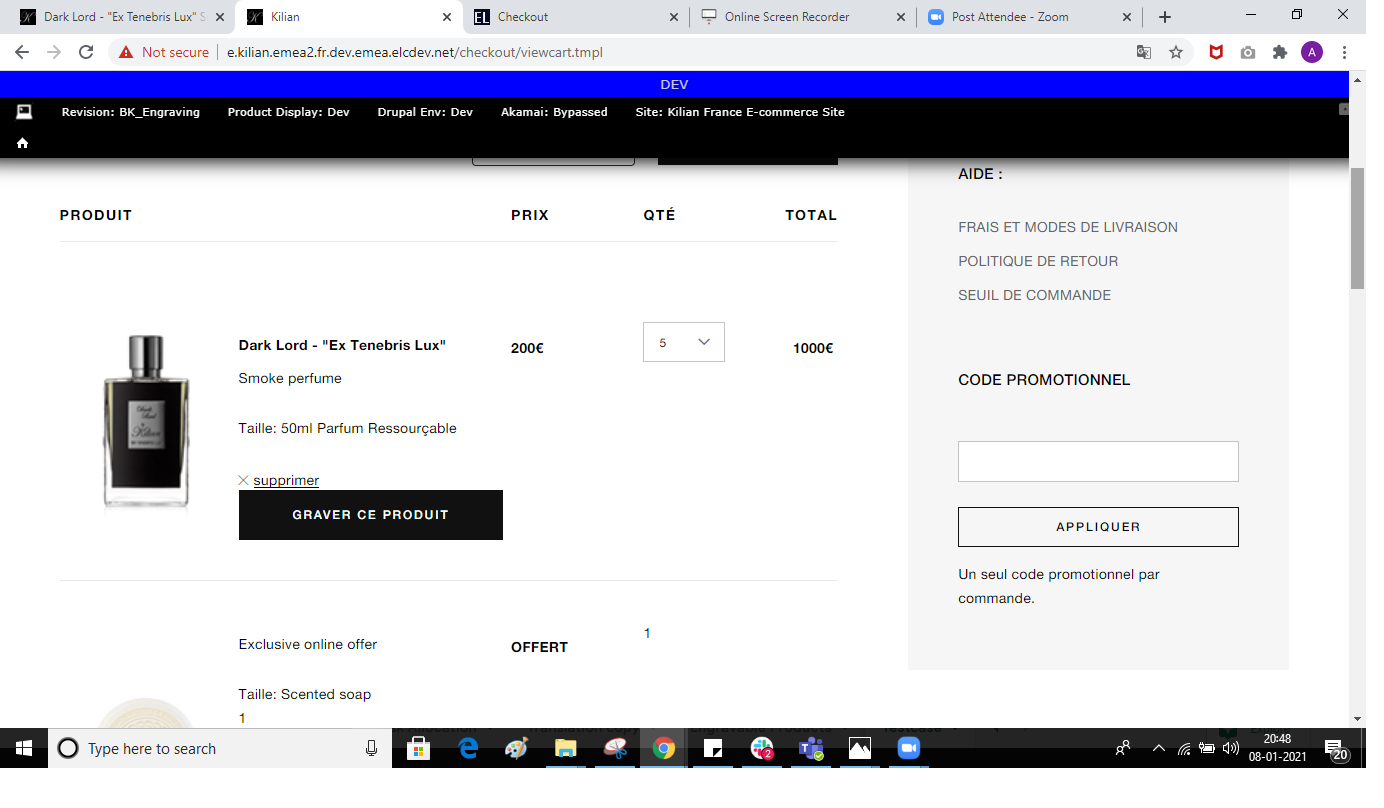 Dark Lord - "Ex Tenebris Lux" S
Kilian
Checkout
Online Screen Recorder
Post Attendee - Zoom
Not secure
e.kilian.emea2.fr.dev.emea.elcdev.net/checkout/viewcart.tmpl
A
DEV
Revision: BK_Engraving
Product Display: Dev
Drupal Env: Dev
Akamai: Bypassed
Site: Kilian France E-commerce Site
PRODUIT
PRIX
QTÉ
TOTAL
Dark Lord - "Ex Tenebris Lux"
200€
5
1000€
Smoke perfume
Taille: 50ml Parfum Ressourçable
supprimer
GRAVER CE PRODUIT
Exclusive online offer
OFFERT
1
Taille: Scented soap
1
AIDE :
FRAIS ET MODES DE LIVRAISON
POLITIQUE DE RETOUR
SEUIL DE COMMANDE
CODE PROMOTIONNEL
APPLIQUER
Un seul code promotionnel par
commande.
Type here to search
20:48
08-01-2021
20